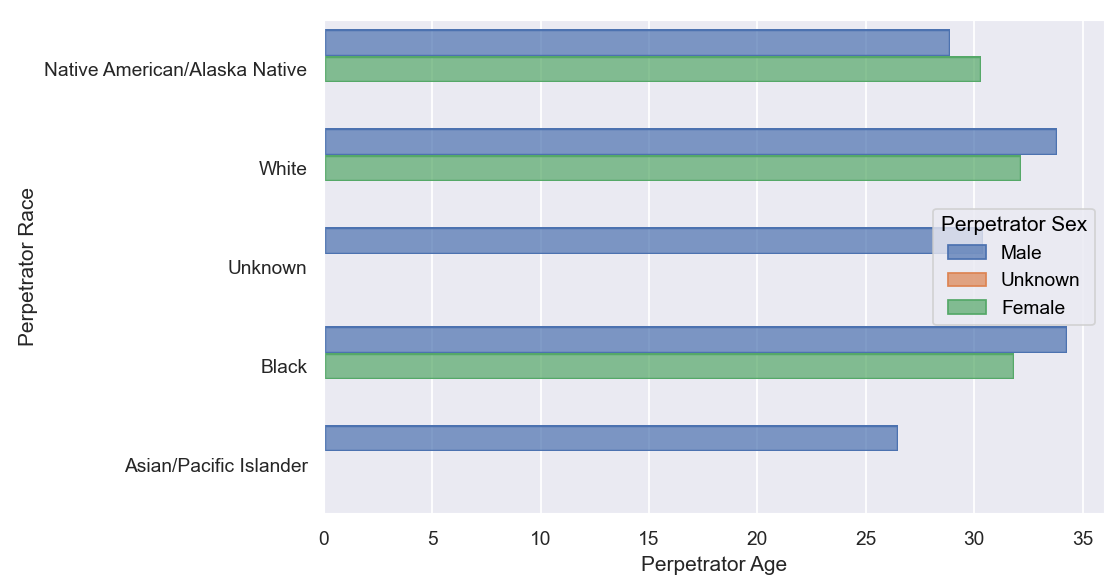 Native American/Alaska Native
White
Unknown
Black
Asian/Pacific Islander
Perpetrator Race
Perpetrator Sex
Male
Unknown
Female
0 5 10 15 20 25 30 35
Perpetrator Age